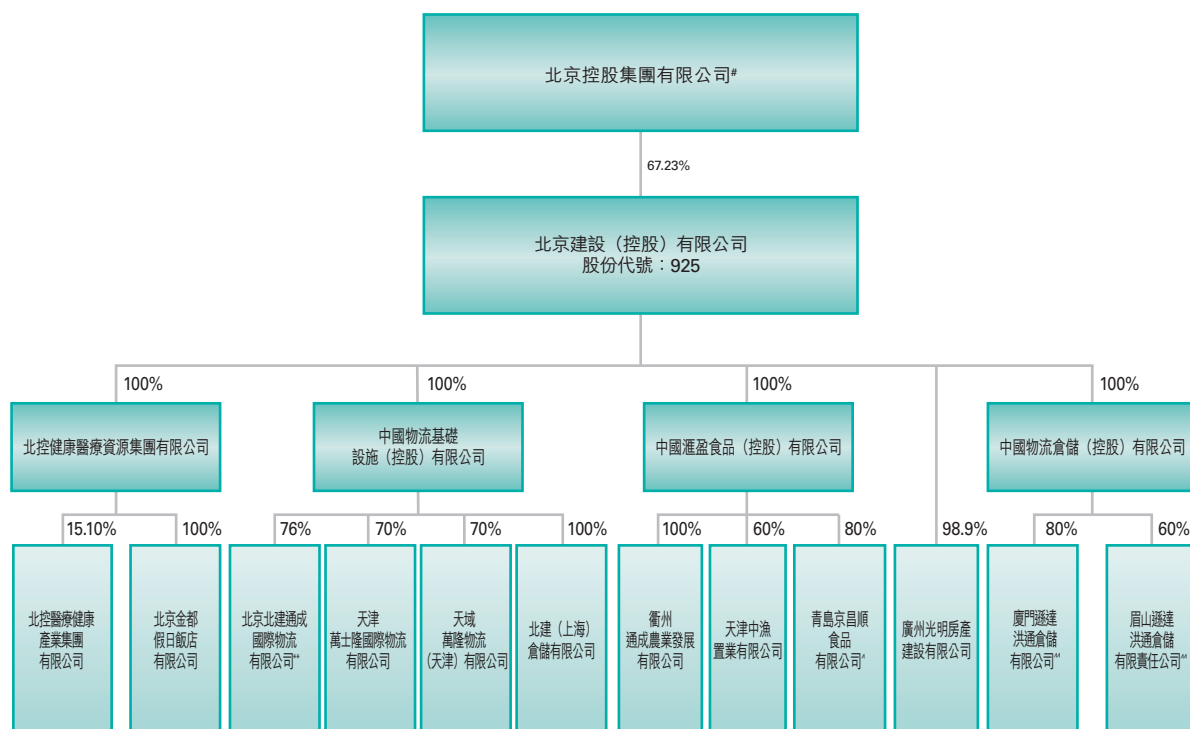 北京控股集團有限公司#
67.23%
北京建設（控股）有限公司
股份代號：925
100%
100%
100%
100%
北控健康醫療資源集團有限公司
中國物流基礎
設施（控股）有限公司
中國滙盈食品（控股）有限公司
中國物流倉儲（控股）有限公司
15.10%
100%
76%
70%
70%
100%
100%
60%
80%
98.9%
80%
60%
北控醫療健康
產業集團
有限公司
北京金都
假日飯店
有限公司
北京北建通成
國際物流
有限公司**
天津
萬士隆國際物流
有限公司
天域
萬隆物流
（天津）有限公司
北建（上海）
倉儲有限公司
衢州
通成農業發展
有限公司
天津中漁
置業有限公司
青島京昌順
食品
有限公司^
廣州光明房產
建設有限公司
廈門遜達
洪通倉儲
有限公司^^
眉山遜達
洪通倉儲
有限責任公司^^